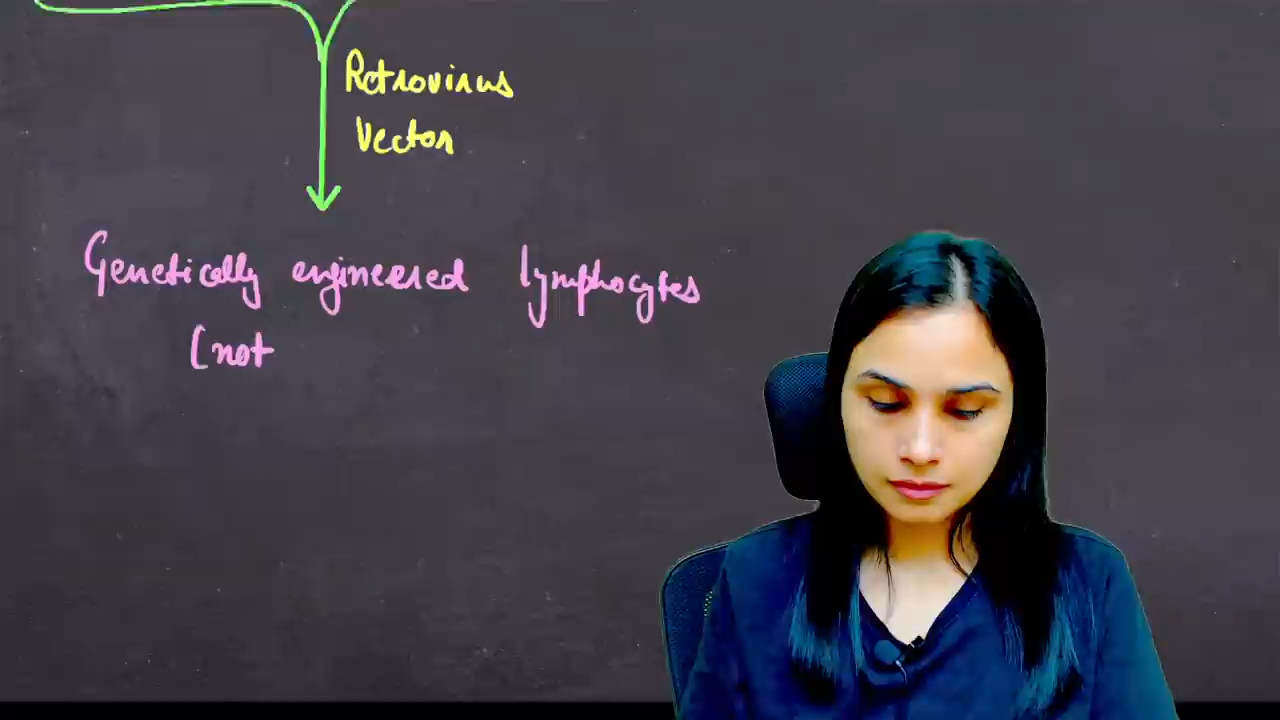 Retrovirus
Vector
Genetically engineered lymphocytes
(not